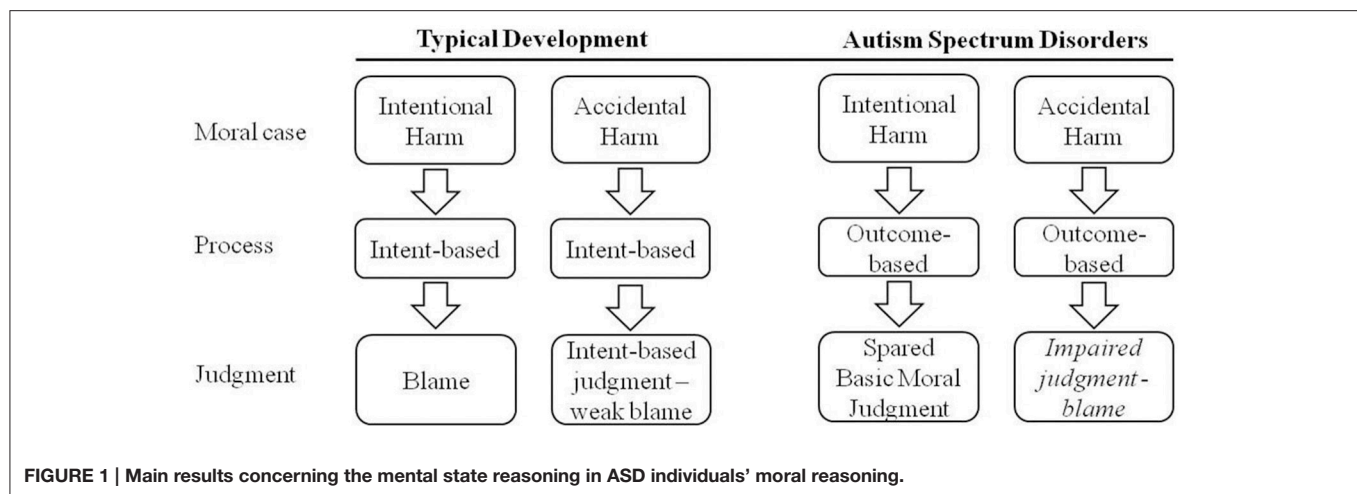 Typical Development
Autism Spectrum Disorders
Moral case
Intentional
Harm
Accidental
Harm
Intentional
Harm
Accidental
Harm
Process
Intent-based
Intent-based
Outcome-
based
Outcome-
based
Judgment
Blame
Intent-based
judgment–
weak blame
Spared
Basic Moral
Judgment
Impaired
judgment-
blame
FIGURE 1 | Main results concerning the mental state reasoning in ASD individuals’ moral reasoning.